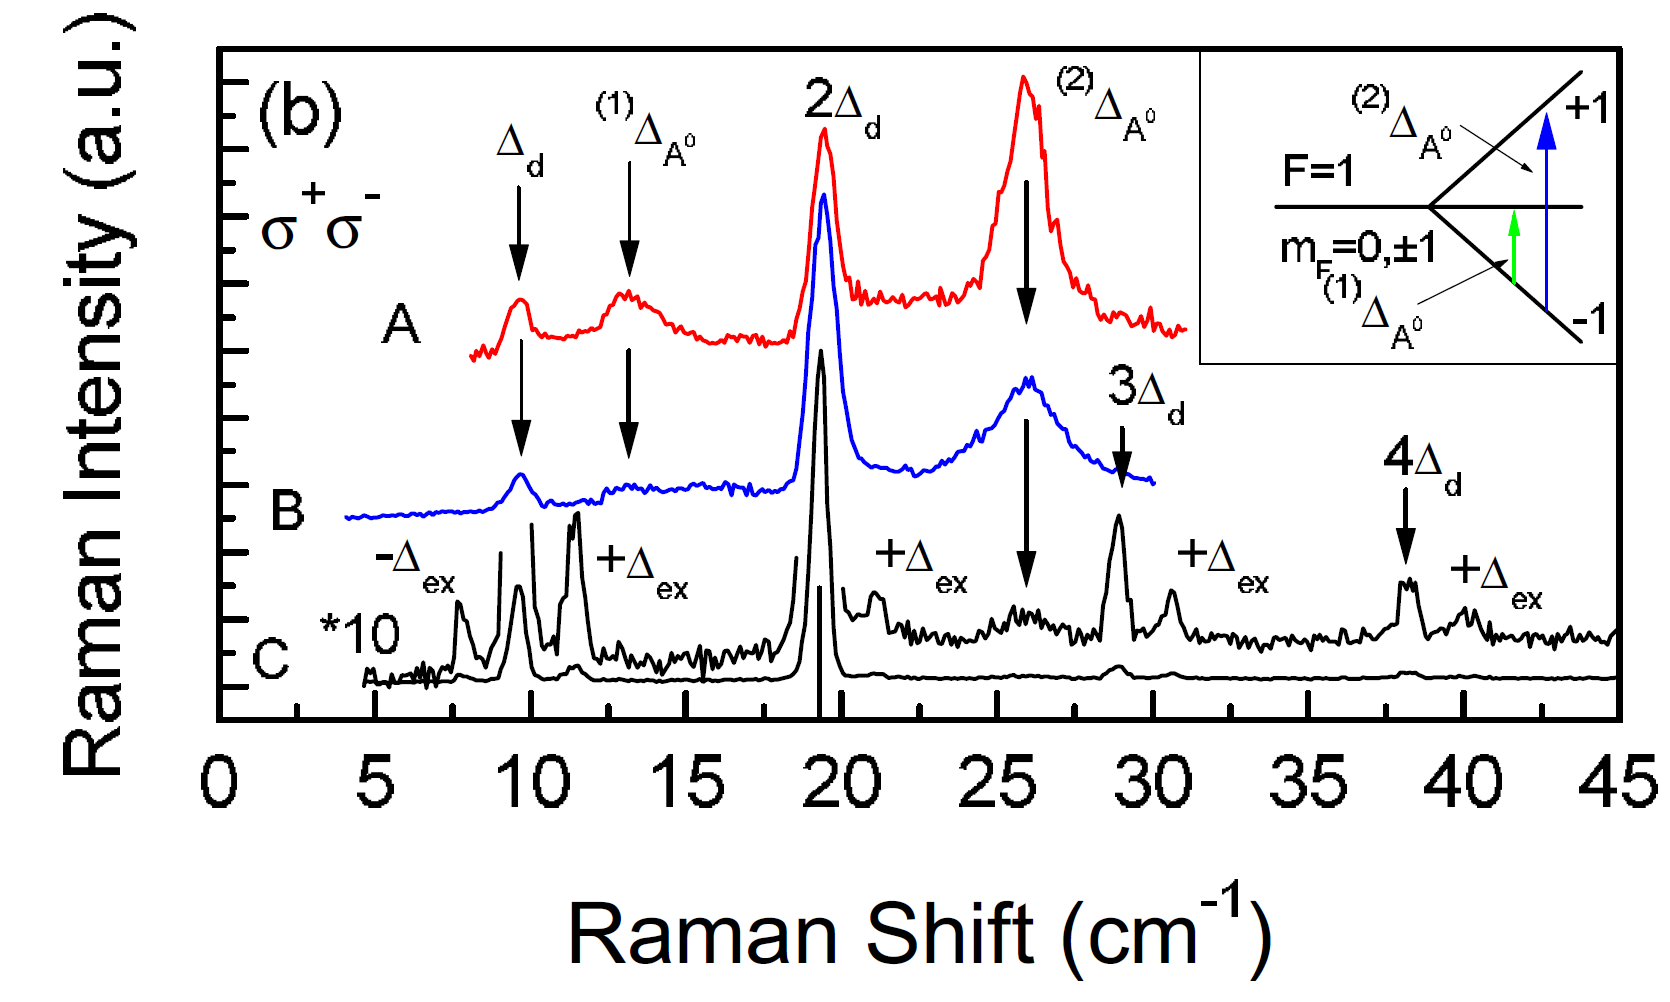 Raman Intensity (a.u.)
(b)
σ⁺σ⁻
Δd
⁽¹⁾ΔA⁰
2Δd
⁽²⁾ΔA⁰
⁽²⁾ΔA⁰
+1
F=1
mF=0,±1
⁽¹⁾ΔA⁰
-1
A
3Δd
4Δd
B
-Δex
+Δex
+Δex
+Δex
+Δex
*10
C
0 5 10 15 20 25 30 35 40 45
Raman Shift (cm⁻¹)